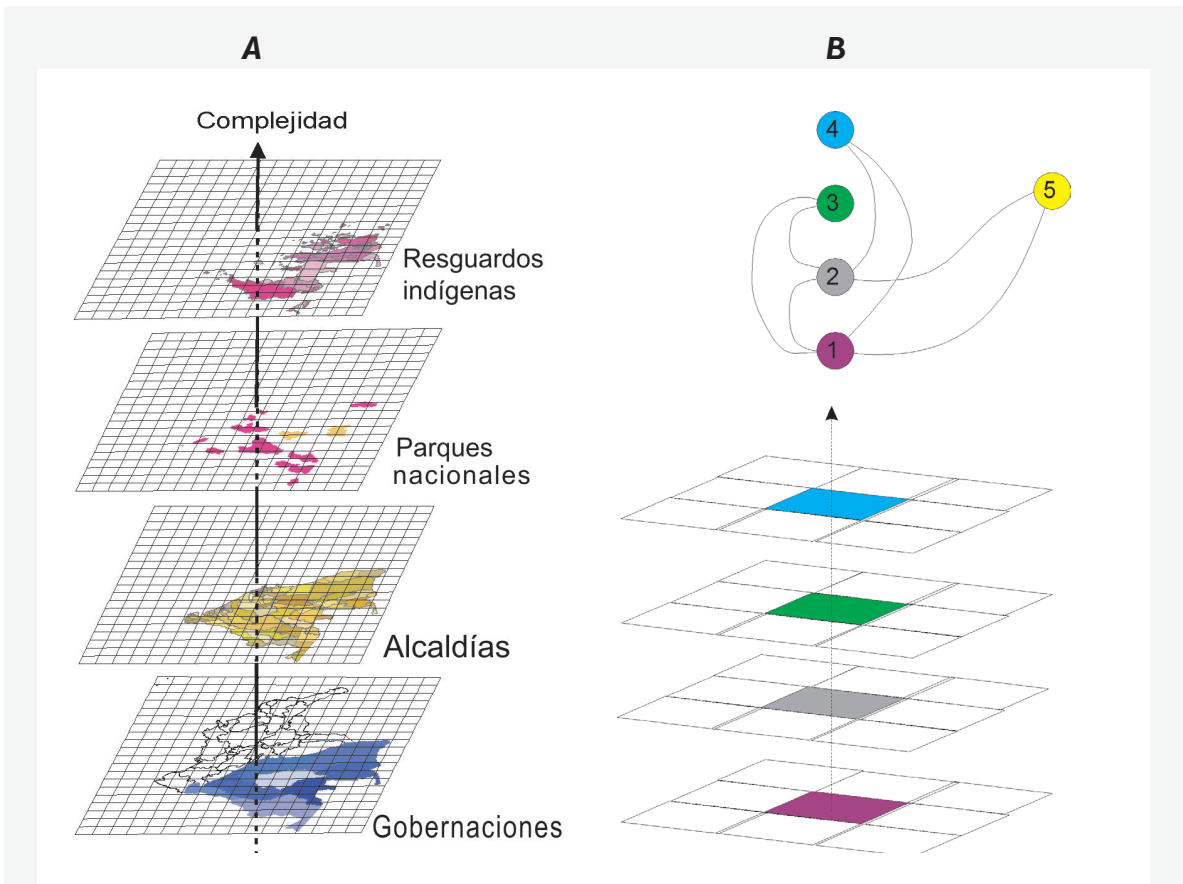 A
Complejidad
Resguardos
indígenas
Parques
nacionales
Alcaldías
Gobernaciones
B
4
3
5
2
1